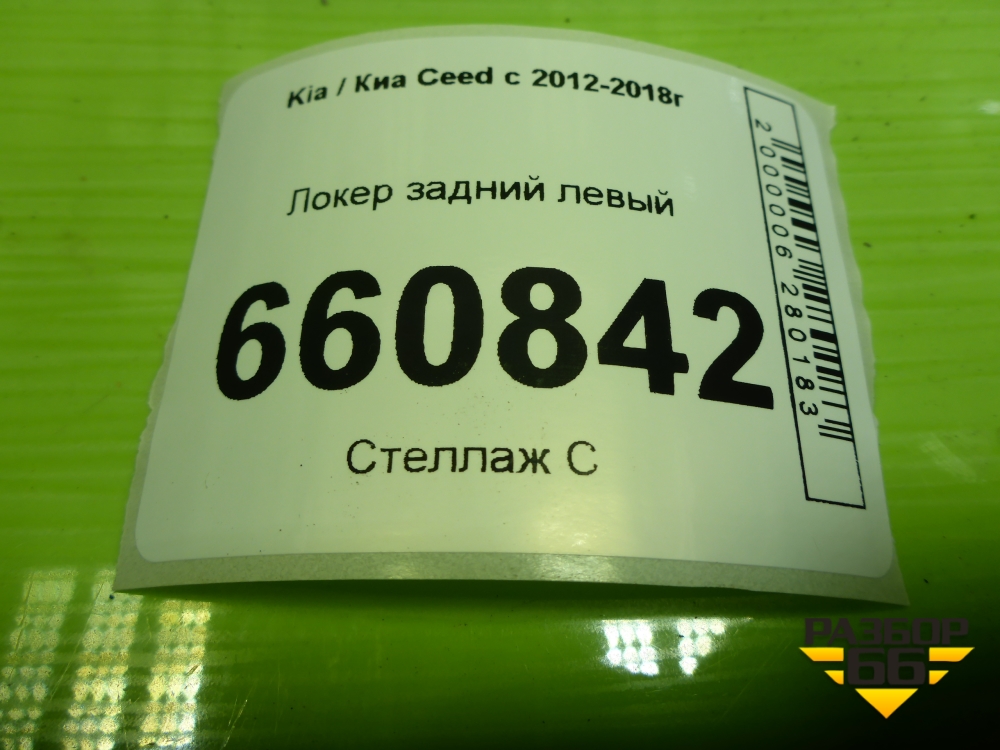 Kia / Киа Ceed с 2012-2018г
Локер задний левый
660842
Стеллаж С
2000006280183
РАЗБОР
66